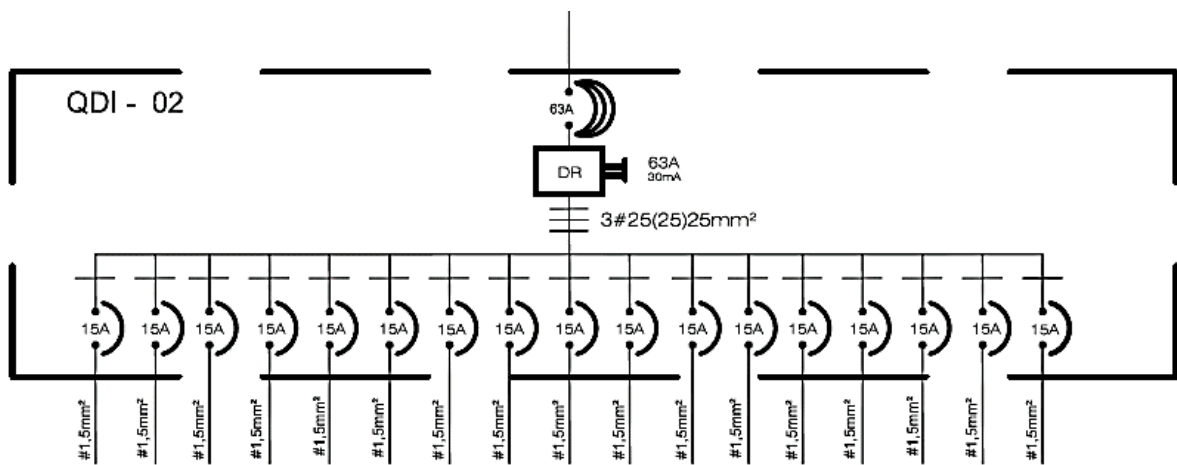 QDI - 02
63A
DR
63A
30mA
3#25(25)25mm²
15A 15A 15A 15A 15A 15A 15A 15A 15A 15A 15A 15A 15A 15A 15A 15A 15A
#1,5mm² #1,5mm² #1,5mm² #1,5mm² #1,5mm² #1,5mm² #1,5mm² #1,5mm² #1,5mm² #1,5mm² #1,5mm² #1,5mm² #1,5mm² #1,5mm² #1,5mm² #1,5mm² #1,5mm²